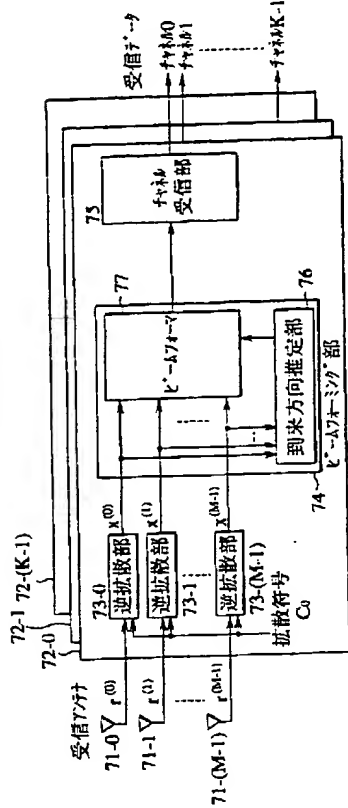 受信データ
チャネル0
チャネル1
チャネルK-1
72-(K-1)
72-1
72-0
75
チャネル
受信部
77
ビームフォーマ
76
到来方向推定部
74
ビームフォーミング部
x(0)
x(1)
x(M-1)
73-0
逆拡散部
逆拡散部
73-1
逆拡散部
73-(M-1)
拡散符号
C0
受信アンテナ
71-0
r(0)
71-1
r(1)
71-(M-1)
r(M-1)